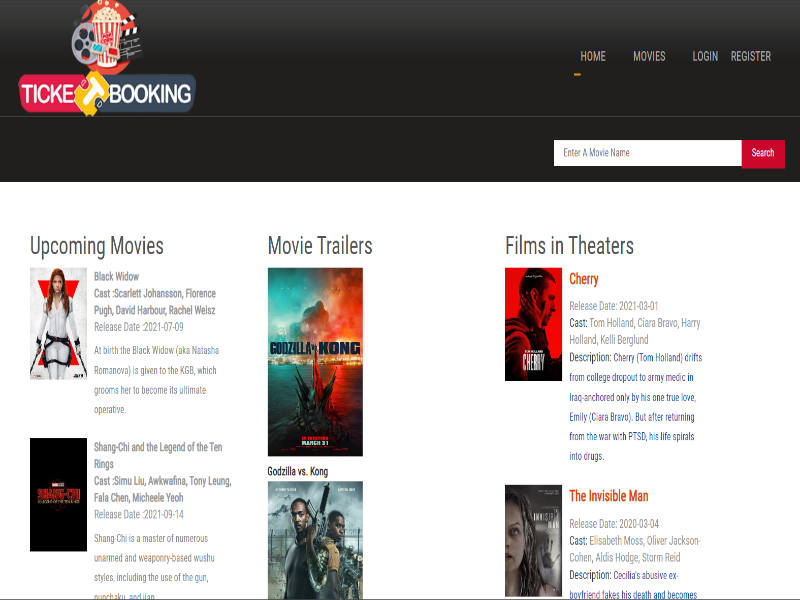 TICKET BOOKING
HOME MOVIES LOGIN REGISTER
Enter A Movie Name Search
Upcoming Movies
Black Widow
Cast :Scarlett Johansson, Florence
Pugh, David Harbour, Rachel Weisz
Release Date :2021-07-09
At birth the Black Widow (aka Natasha
Romanova) is given to the KGB, which
grooms her to become its ultimate
operative.
SHANG-CHI
Shang-Chi and the Legend of the Ten
Rings
Cast :Simu Liu, Awkwafina, Tony Leung,
Fala Chen, Micheele Yeoh
Release Date :2021-09-14
Shang-Chi is a master of numerous
unarmed and weaponry-based wushu
styles, including the use of the gun,
nunchaku, and jian
Movie Trailers
GODZILLA VS. KONG
IN THEATERS
MARCH 31
Godzilla vs. Kong
Films in Theaters
TOM HOLLAND
CHERRY
Cherry
Release Date: 2021-03-01
Cast: Tom Holland, Ciara Bravo, Harry
Holland, Kelli Berglund
Description: Cherry (Tom Holland) drifts
from college dropout to army medic in
Iraq-anchored only by his one true love,
Emily (Ciara Bravo). But after returning
from the war with PTSD, his life spirals
into drugs.
INVISIBLE
MAN
The Invisible Man
Release Date: 2020-03-04
Cast: Elisabeth Moss, Oliver Jackson-
Cohen, Aldis Hodge, Storm Reid
Description: Cecilia's abusive ex-
boyfriend fakes his death and becomes